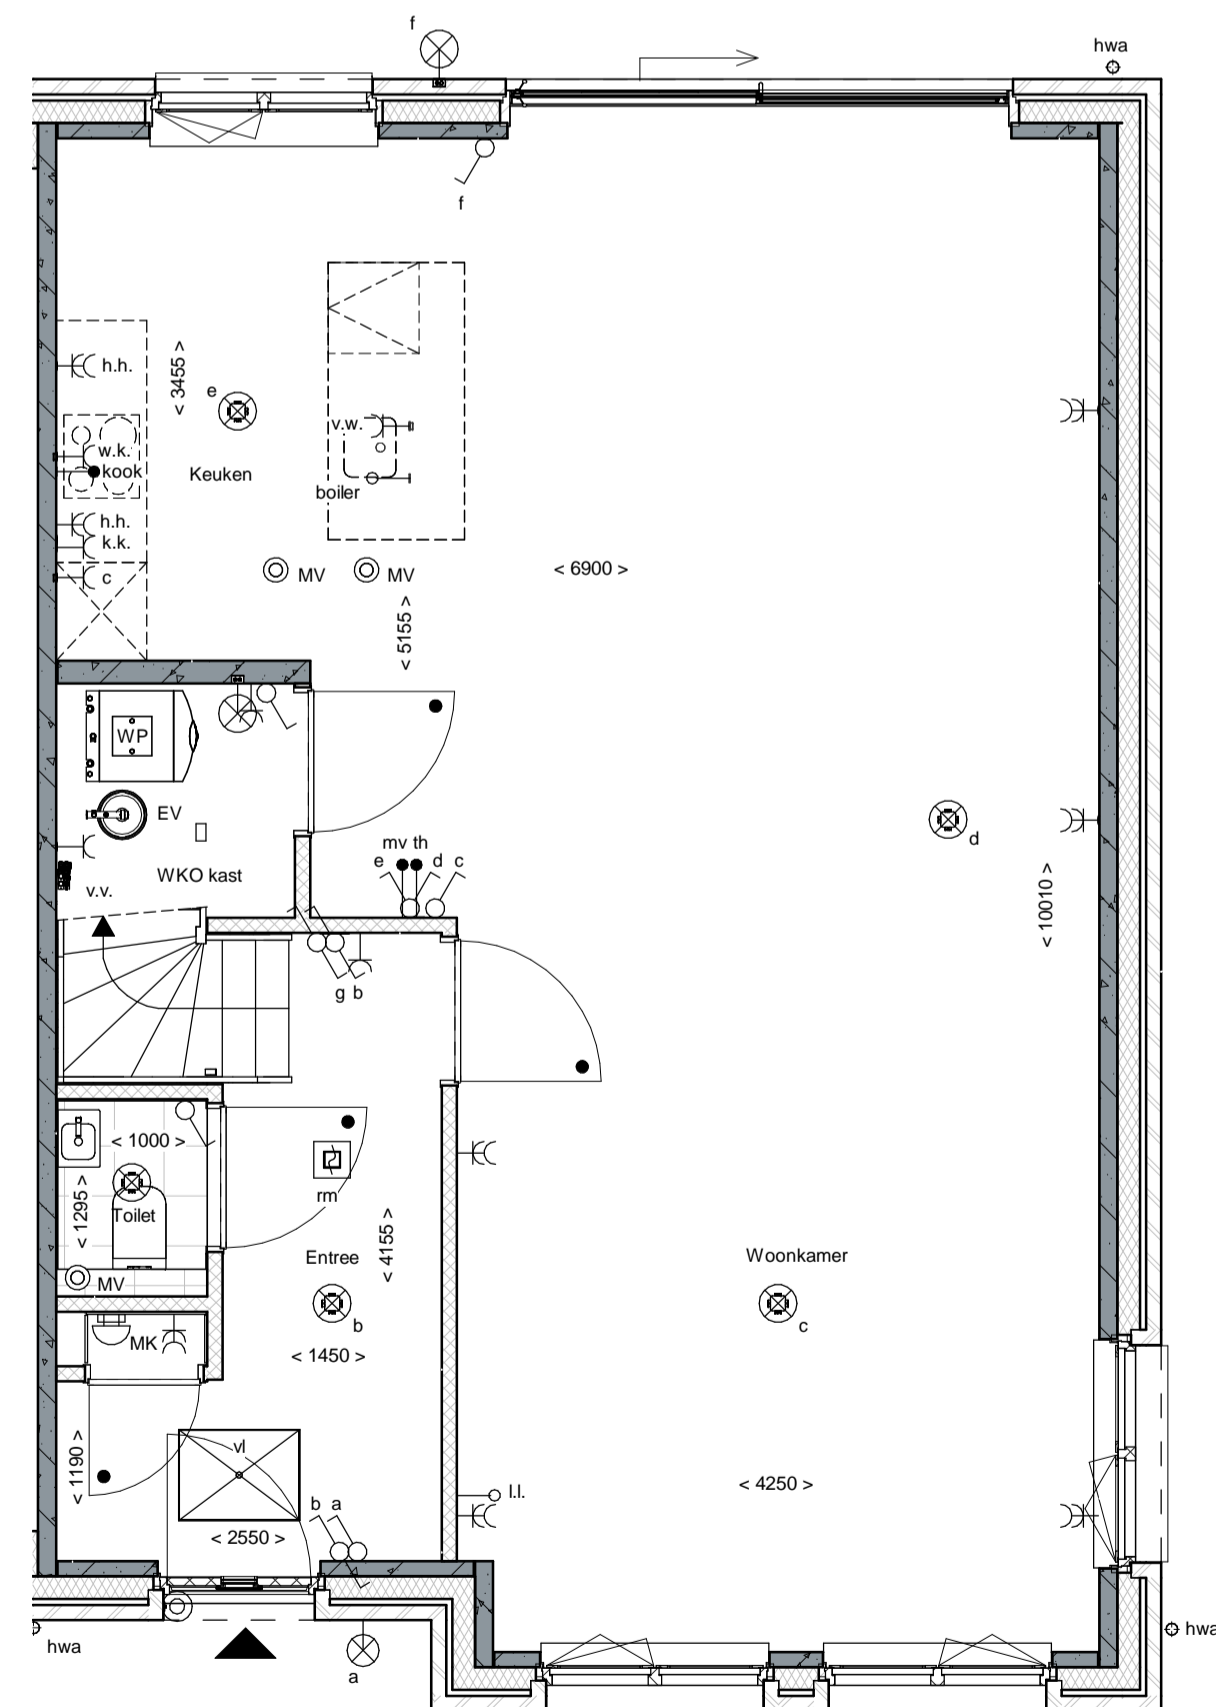 f
hwa
f
h.h.
< 3455 >
e
v.w.
w.k.
kook
Keuken
boiler
h.h.
k.k.
c
MV
MV
< 6900 >
< 5155 >
WP
EV
d
mv th
e
d
c
WKO kast
v.v.
< 10010 >
g b
< 1000 >
rm
< 1295 >
Toilet
< 4155 >
Entree
Woonkamer
MV
b
c
MK
< 1450 >
vl
< 1190 >
< 4250 >
l.l.
b a
< 2550 >
hwa
a
hwa